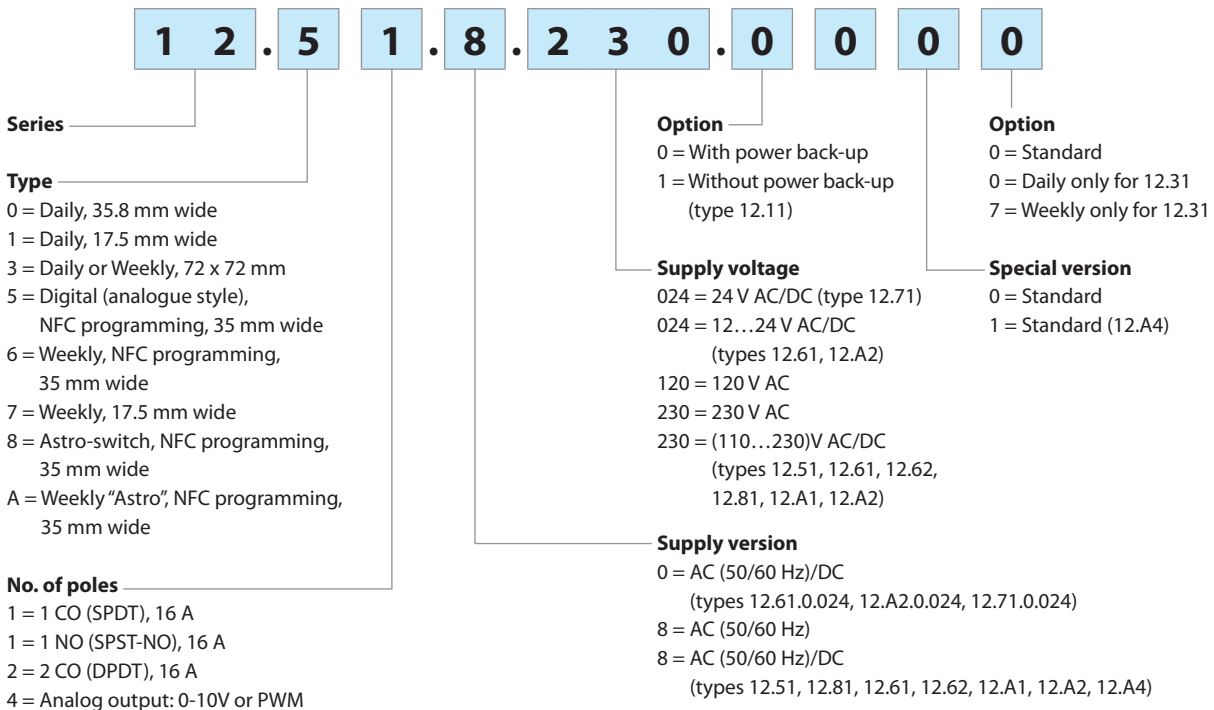 1 2 . 5 1 . 8 . 2 3 0 . 0 0 0 0
Series
Type
0 = Daily, 35.8 mm wide
1 = Daily, 17.5 mm wide
3 = Daily or Weekly, 72 x 72 mm
5 = Digital (analogue style),
NFC programming, 35 mm wide
6 = Weekly, NFC programming,
35 mm wide
7 = Weekly, 17.5 mm wide
8 = Astro-switch, NFC programming,
35 mm wide
A = Weekly “Astro”, NFC programming,
35 mm wide
No. of poles
1 = 1 CO (SPDT), 16 A
1 = 1 NO (SPST-NO), 16 A
2 = 2 CO (DPDT), 16 A
4 = Analog output: 0-10V or PWM
Option
0 = With power back-up
1 = Without power back-up
(type 12.11)
Supply voltage
024 = 24 V AC/DC (type 12.71)
024 = 12…24 V AC/DC
(types 12.61, 12.A2)
120 = 120 V AC
230 = 230 V AC
230 = (110…230)V AC/DC
(types 12.51, 12.61, 12.62,
12.81, 12.A1, 12.A2)
Supply version
0 = AC (50/60 Hz)/DC
(types 12.61.0.024, 12.A2.0.024, 12.71.0.024)
8 = AC (50/60 Hz)
8 = AC (50/60 Hz)/DC
(types 12.51, 12.81, 12.61, 12.62, 12.A1, 12.A2, 12.A4)
Option
0 = Standard
0 = Daily only for 12.31
7 = Weekly only for 12.31
Special version
0 = Standard
1 = Standard (12.A4)